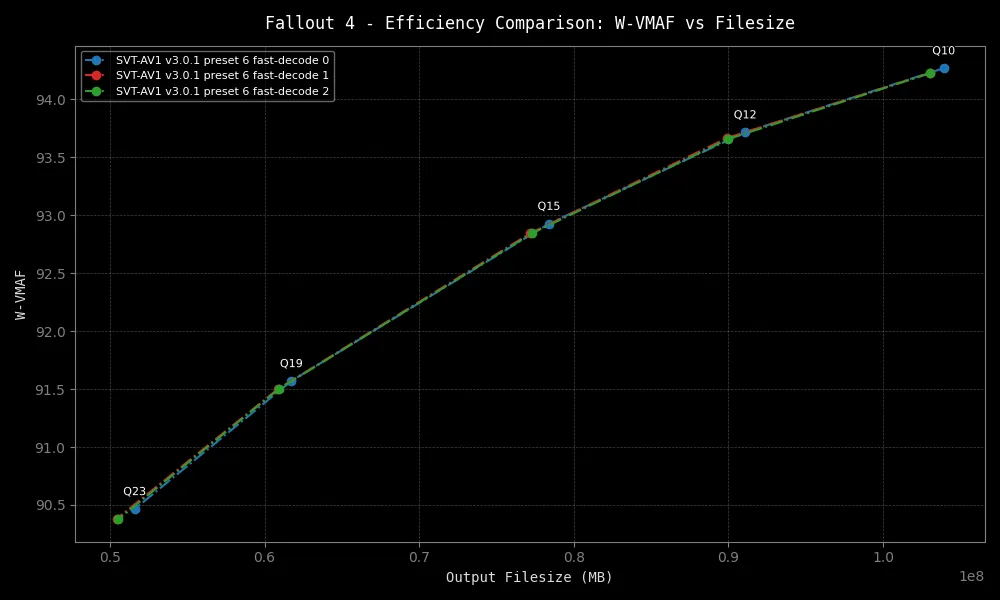 Fallout 4 - Efficiency Comparison: W-VMAF vs Filesize
SVT-AV1 v3.0.1 preset 6 fast-decode 0
SVT-AV1 v3.0.1 preset 6 fast-decode 1
SVT-AV1 v3.0.1 preset 6 fast-decode 2
Q10
Q12
Q15
Q19
Q23
W-VMAF
94.0
93.5
93.0
92.5
92.0
91.5
91.0
90.5
0.5 0.6 0.7 0.8 0.9 1.0
1e8
Output Filesize (MB)